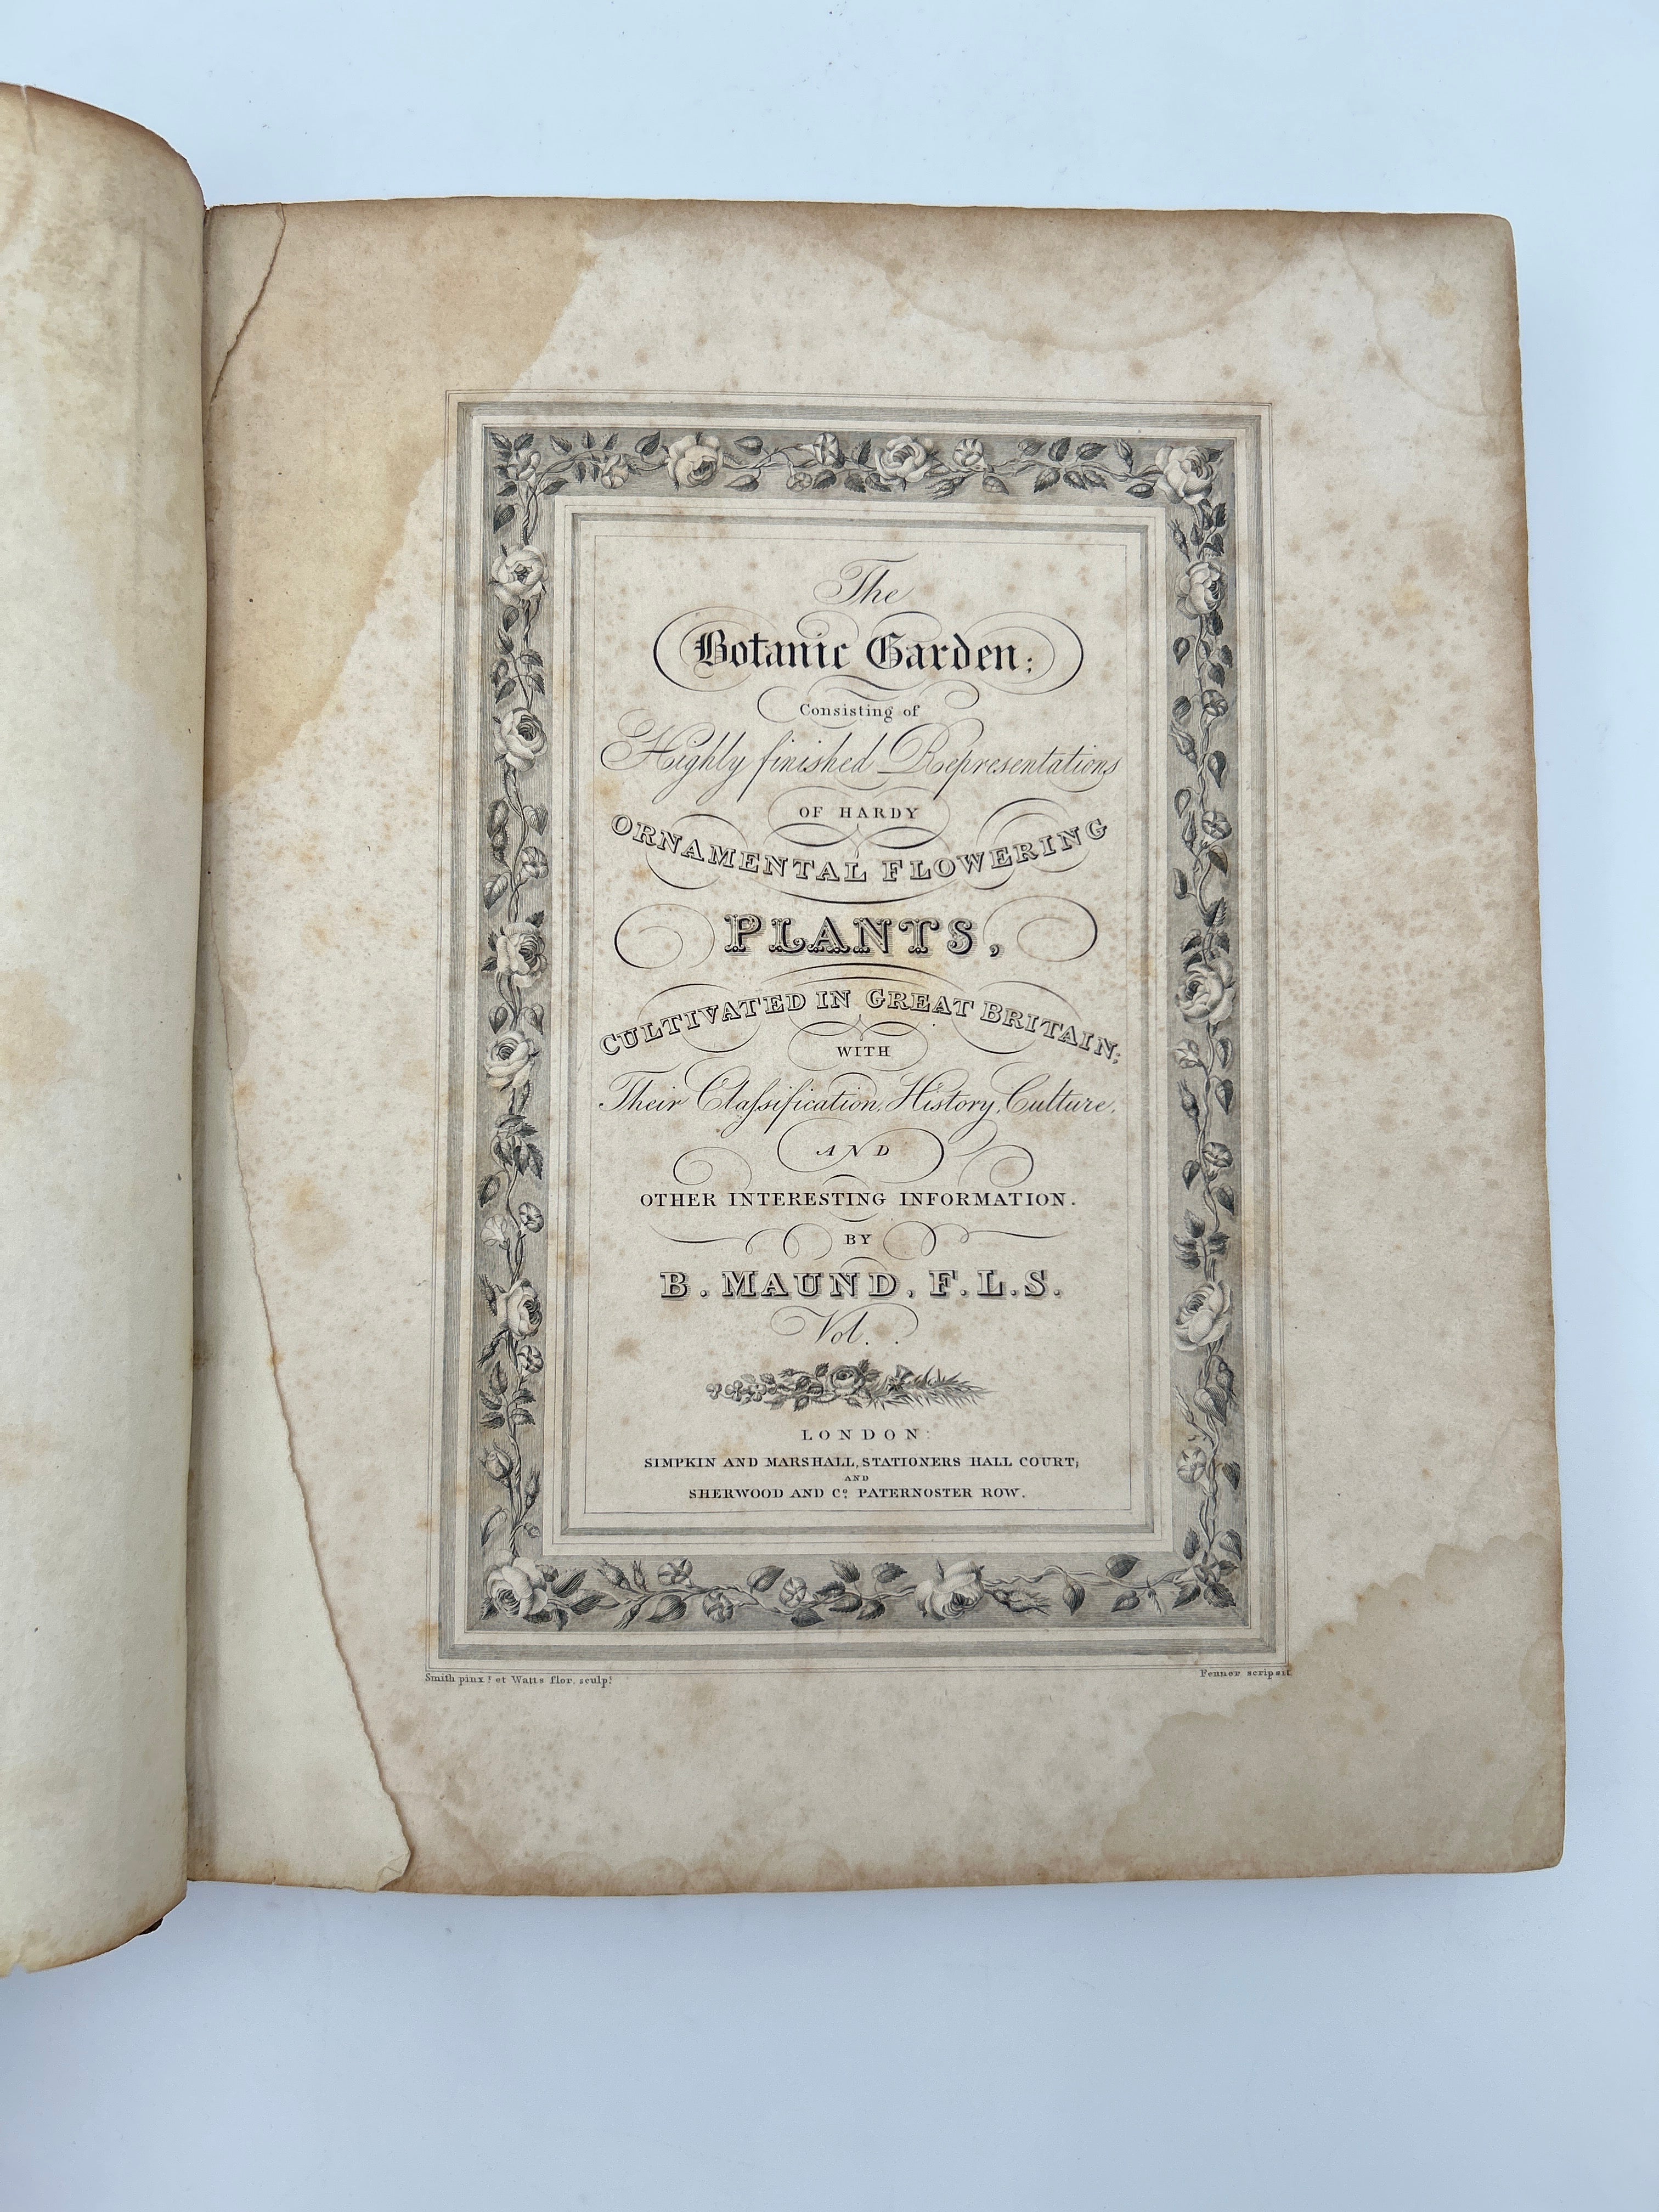 The
Botanic Garden;
Consisting of
Highly finished Representations
OF HARDY
ORNAMENTAL FLOWERING
PLANTS,
CULTIVATED IN GREAT BRITAIN;
WITH
Their Claſsification, History, Culture,
AND
OTHER INTERESTING INFORMATION.
BY
B. MAUND, F.L.S.
Vol. .
LONDON:
SIMPKIN AND MARSHALL, STATIONERS HALL COURT;
AND
SHERWOOD AND Co. PATERNOSTER ROW.
Smith pinxt. et Watts flor. sculpt.
Fenner scripsit.